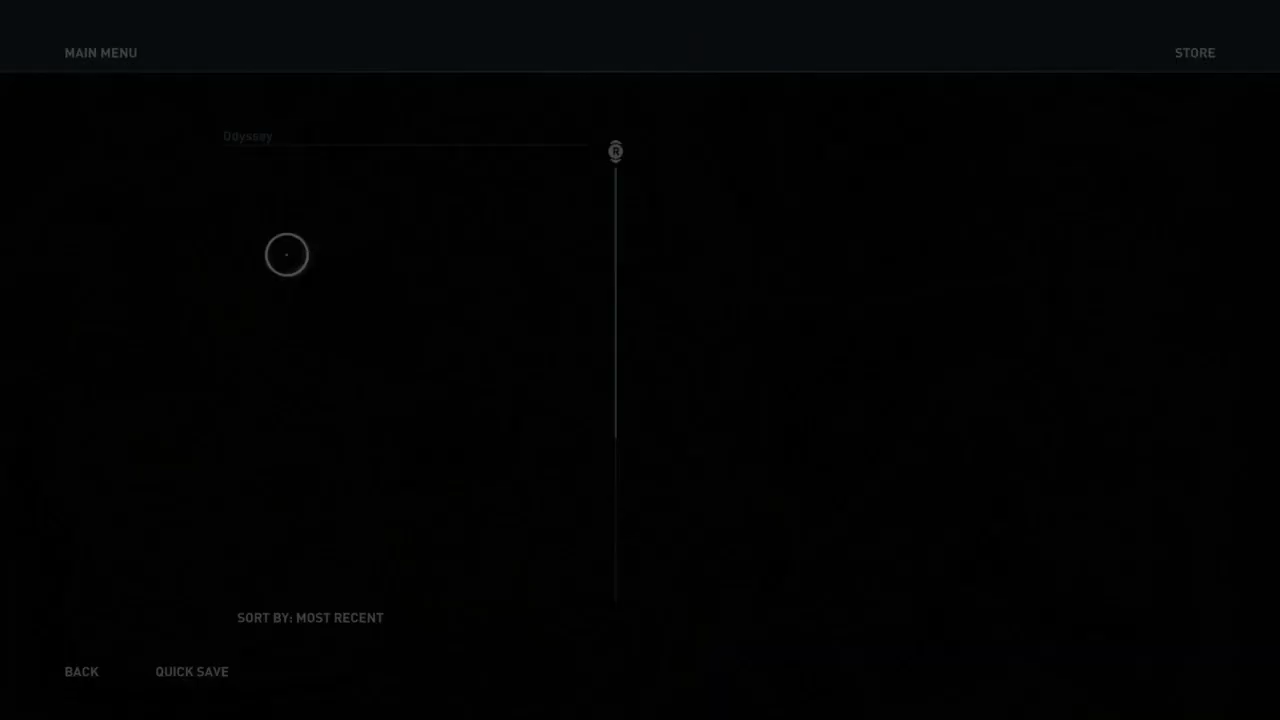 MAIN MENU
STORE
Odyssey
R
SORT BY: MOST RECENT
BACK
QUICK SAVE